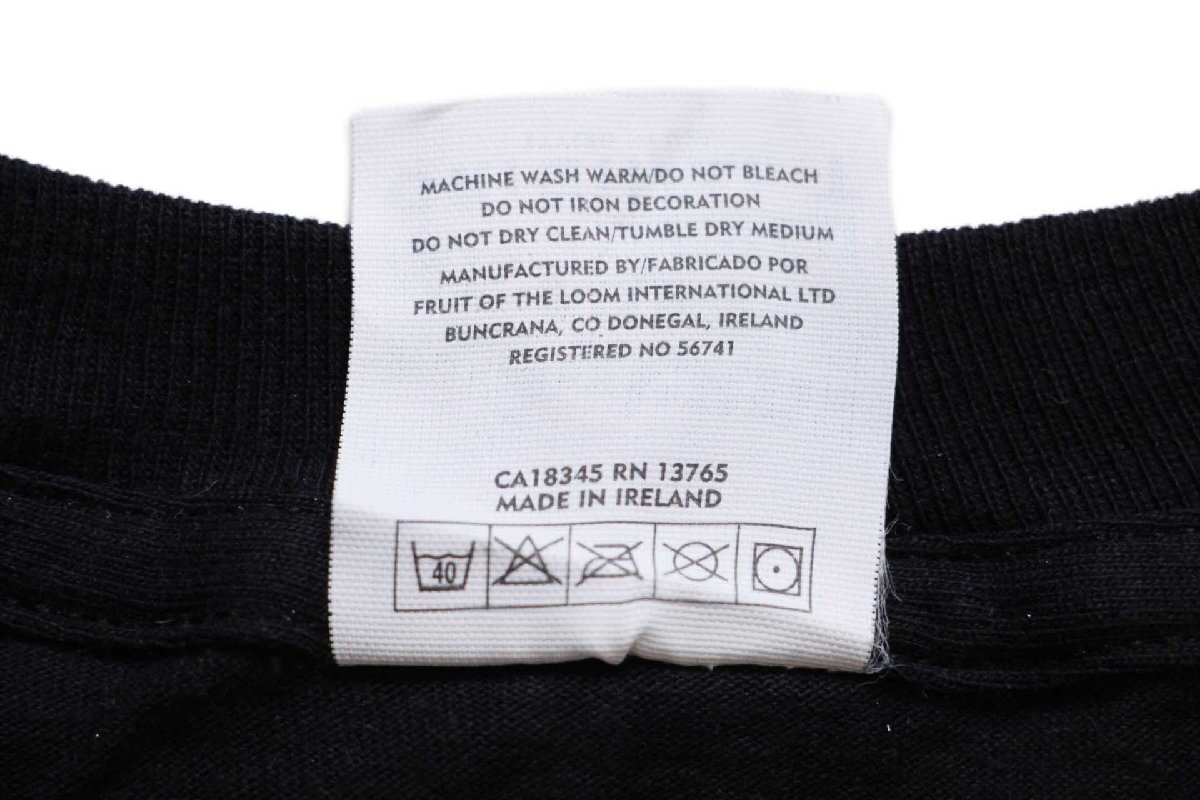 MACHINE WASH WARM/DO NOT BLEACH
DO NOT IRON DECORATION
DO NOT DRY CLEAN/TUMBLE DRY MEDIUM
MANUFACTURED BY/FABRICADO POR
FRUIT OF THE LOOM INTERNATIONAL LTD
BUNCRANA, CO DONEGAL, IRELAND
REGISTERED NO 56741
CA18345 RN 13765
MADE IN IRELAND
40